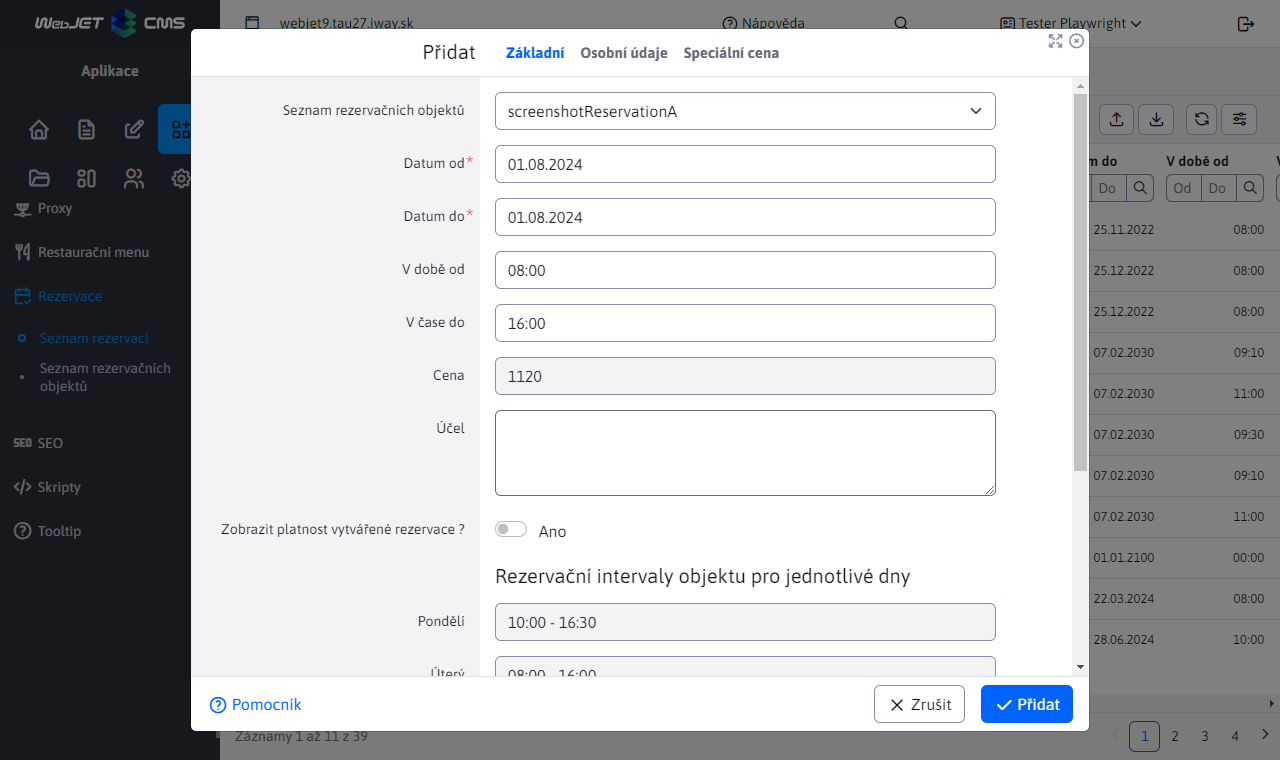 WebJET CMS
webjet9.tau27.iway.sk
Nápověda
Tester Playwright
Aplikace
Proxy
Restaurační menu
Rezervace
Seznam rezervací
Seznam rezervačních
objektů
SEO SEO
Skripty
Tooltip
Přidat
Základní
Osobní údaje
Speciální cena
Seznam rezervačních objektů
screenshotReservationA
Datum od*
01.08.2024
Datum do*
01.08.2024
V době od
08:00
V čase do
16:00
Cena
1120
Účel
Zobrazit platnost vytvářené rezervace ?
Ano
Rezervační intervaly objektu pro jednotlivé dny
Pondělí
10:00 - 16:30
Úterý
08:00 - 16:00
Pomocník
Zrušit
Přidat
m do
V době od
Do
Od
Do
25.11.2022 08:00
25.12.2022 08:00
25.12.2022 08:00
07.02.2030 09:10
07.02.2030 11:00
07.02.2030 09:30
07.02.2030 09:10
07.02.2030 11:00
01.01.2100 00:00
22.03.2024 08:00
28.06.2024 10:00
Záznamy 1 až 11 z 39
1 2 3 4